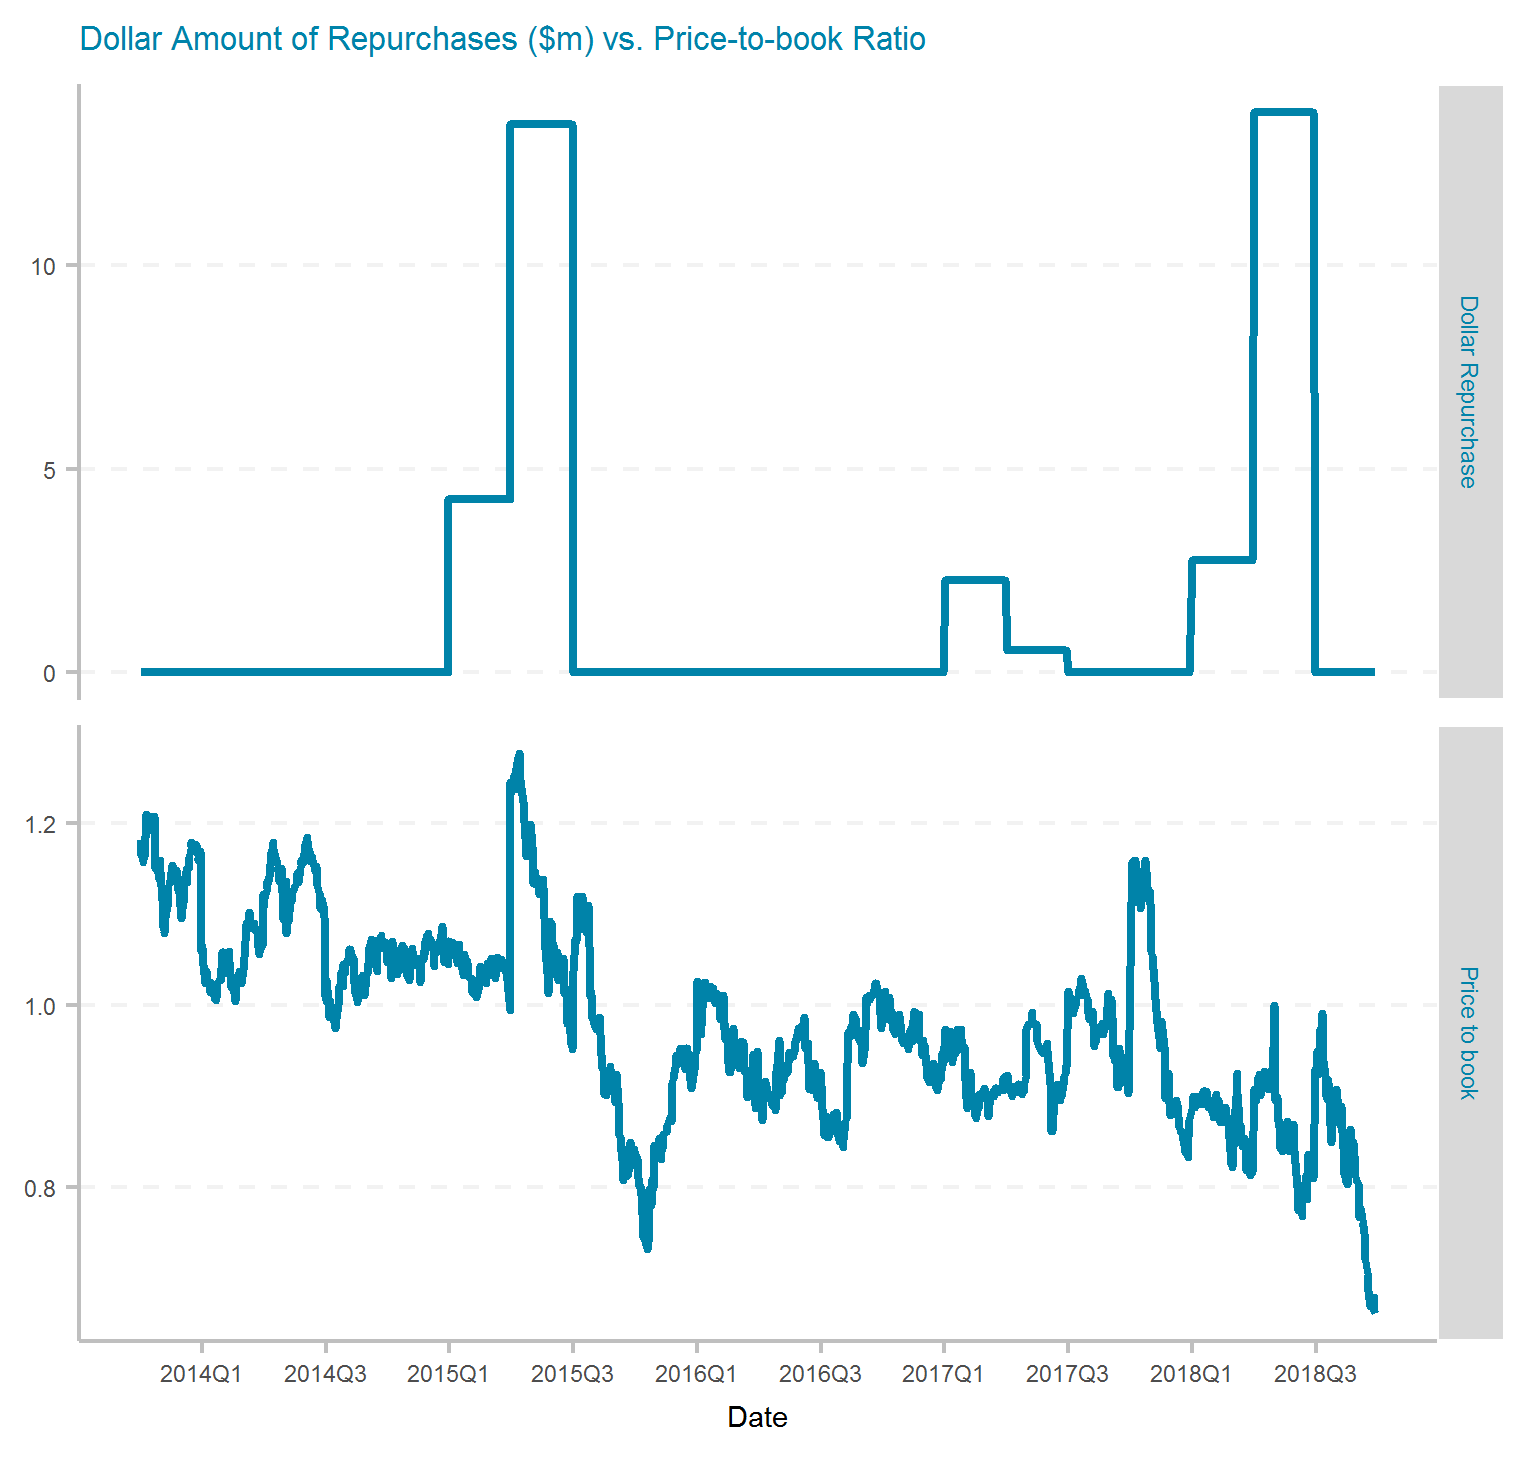 Dollar Amount of Repurchases ($m) vs. Price-to-book Ratio
10
5
0
Dollar Repurchase
1.2
1.0
0.8
Price to book
2014Q1 2014Q3 2015Q1 2015Q3 2016Q1 2016Q3 2017Q1 2017Q3 2018Q1 2018Q3
Date